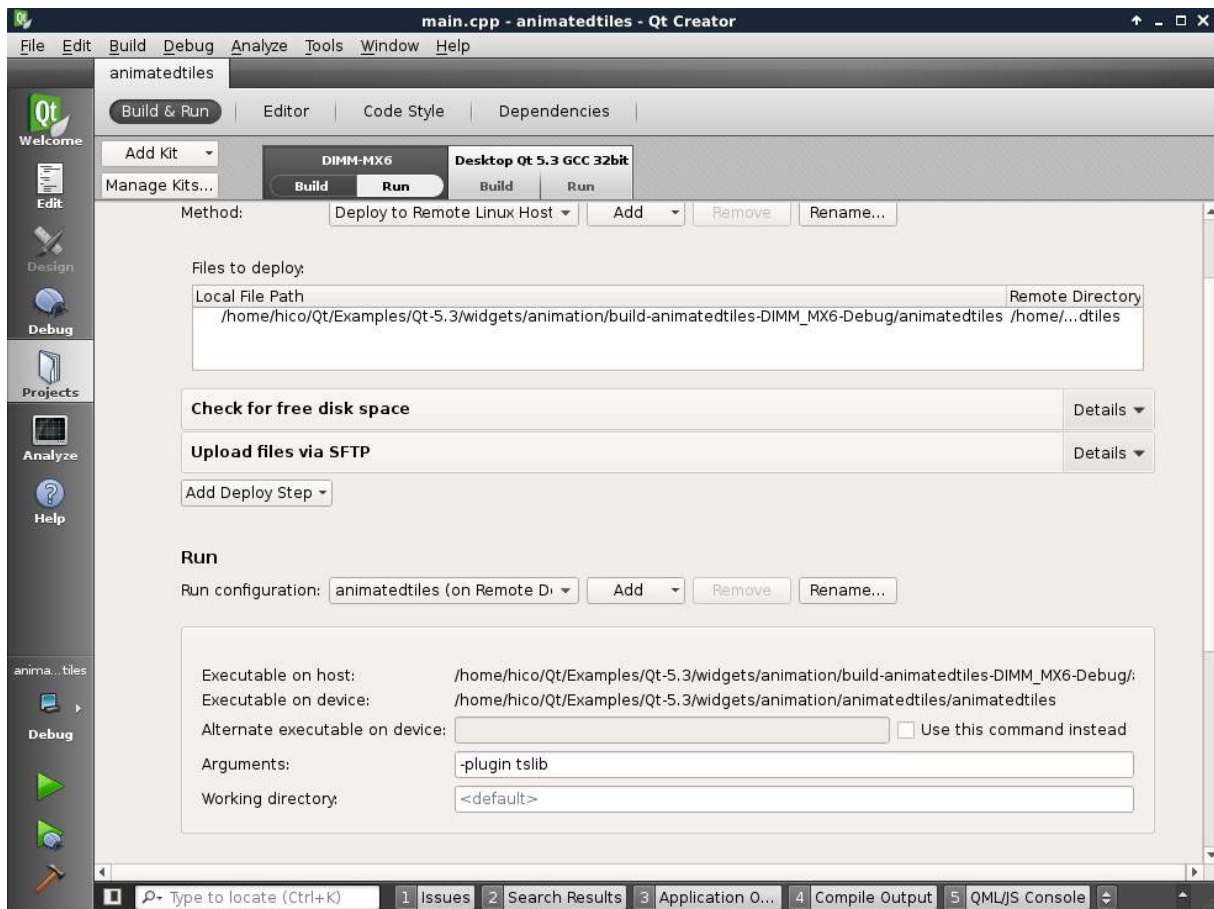 main.cpp - animatedtiles - Qt Creator
File Edit Build Debug Analyze Tools Window Help
animatedtiles
Build & Run Editor Code Style Dependencies
Add Kit
Manage Kits...
DIMM-MX6
Build Run
Desktop Qt 5.3 GCC 32bit
Build Run
Qt
Welcome
Edit
Design
Debug
Projects
Analyze
Help
Method: Deploy to Remote Linux Host Add Remove Rename...
Files to deploy:
Local File Path Remote Directory
/home/hico/Qt/Examples/Qt-5.3/widgets/animation/build-animatedtiles-DIMM_MX6-Debug/animatedtiles /home/...dtiles
Check for free disk space Details
Upload files via SFTP Details
Add Deploy Step
Run
Run configuration: animatedtiles (on Remote D Add Remove Rename...
Executable on host: /home/hico/Qt/Examples/Qt-5.3/widgets/animation/build-animatedtiles-DIMM_MX6-Debug/
Executable on device: /home/hico/Qt/Examples/Qt-5.3/widgets/animation/animatedtiles/animatedtiles
Alternate executable on device: Use this command instead
Arguments: -plugin tslib
Working directory: <default>
anima...tiles
Debug
Type to locate (Ctrl+K) 1 Issues 2 Search Results 3 Application O... 4 Compile Output 5 QML/JS Console